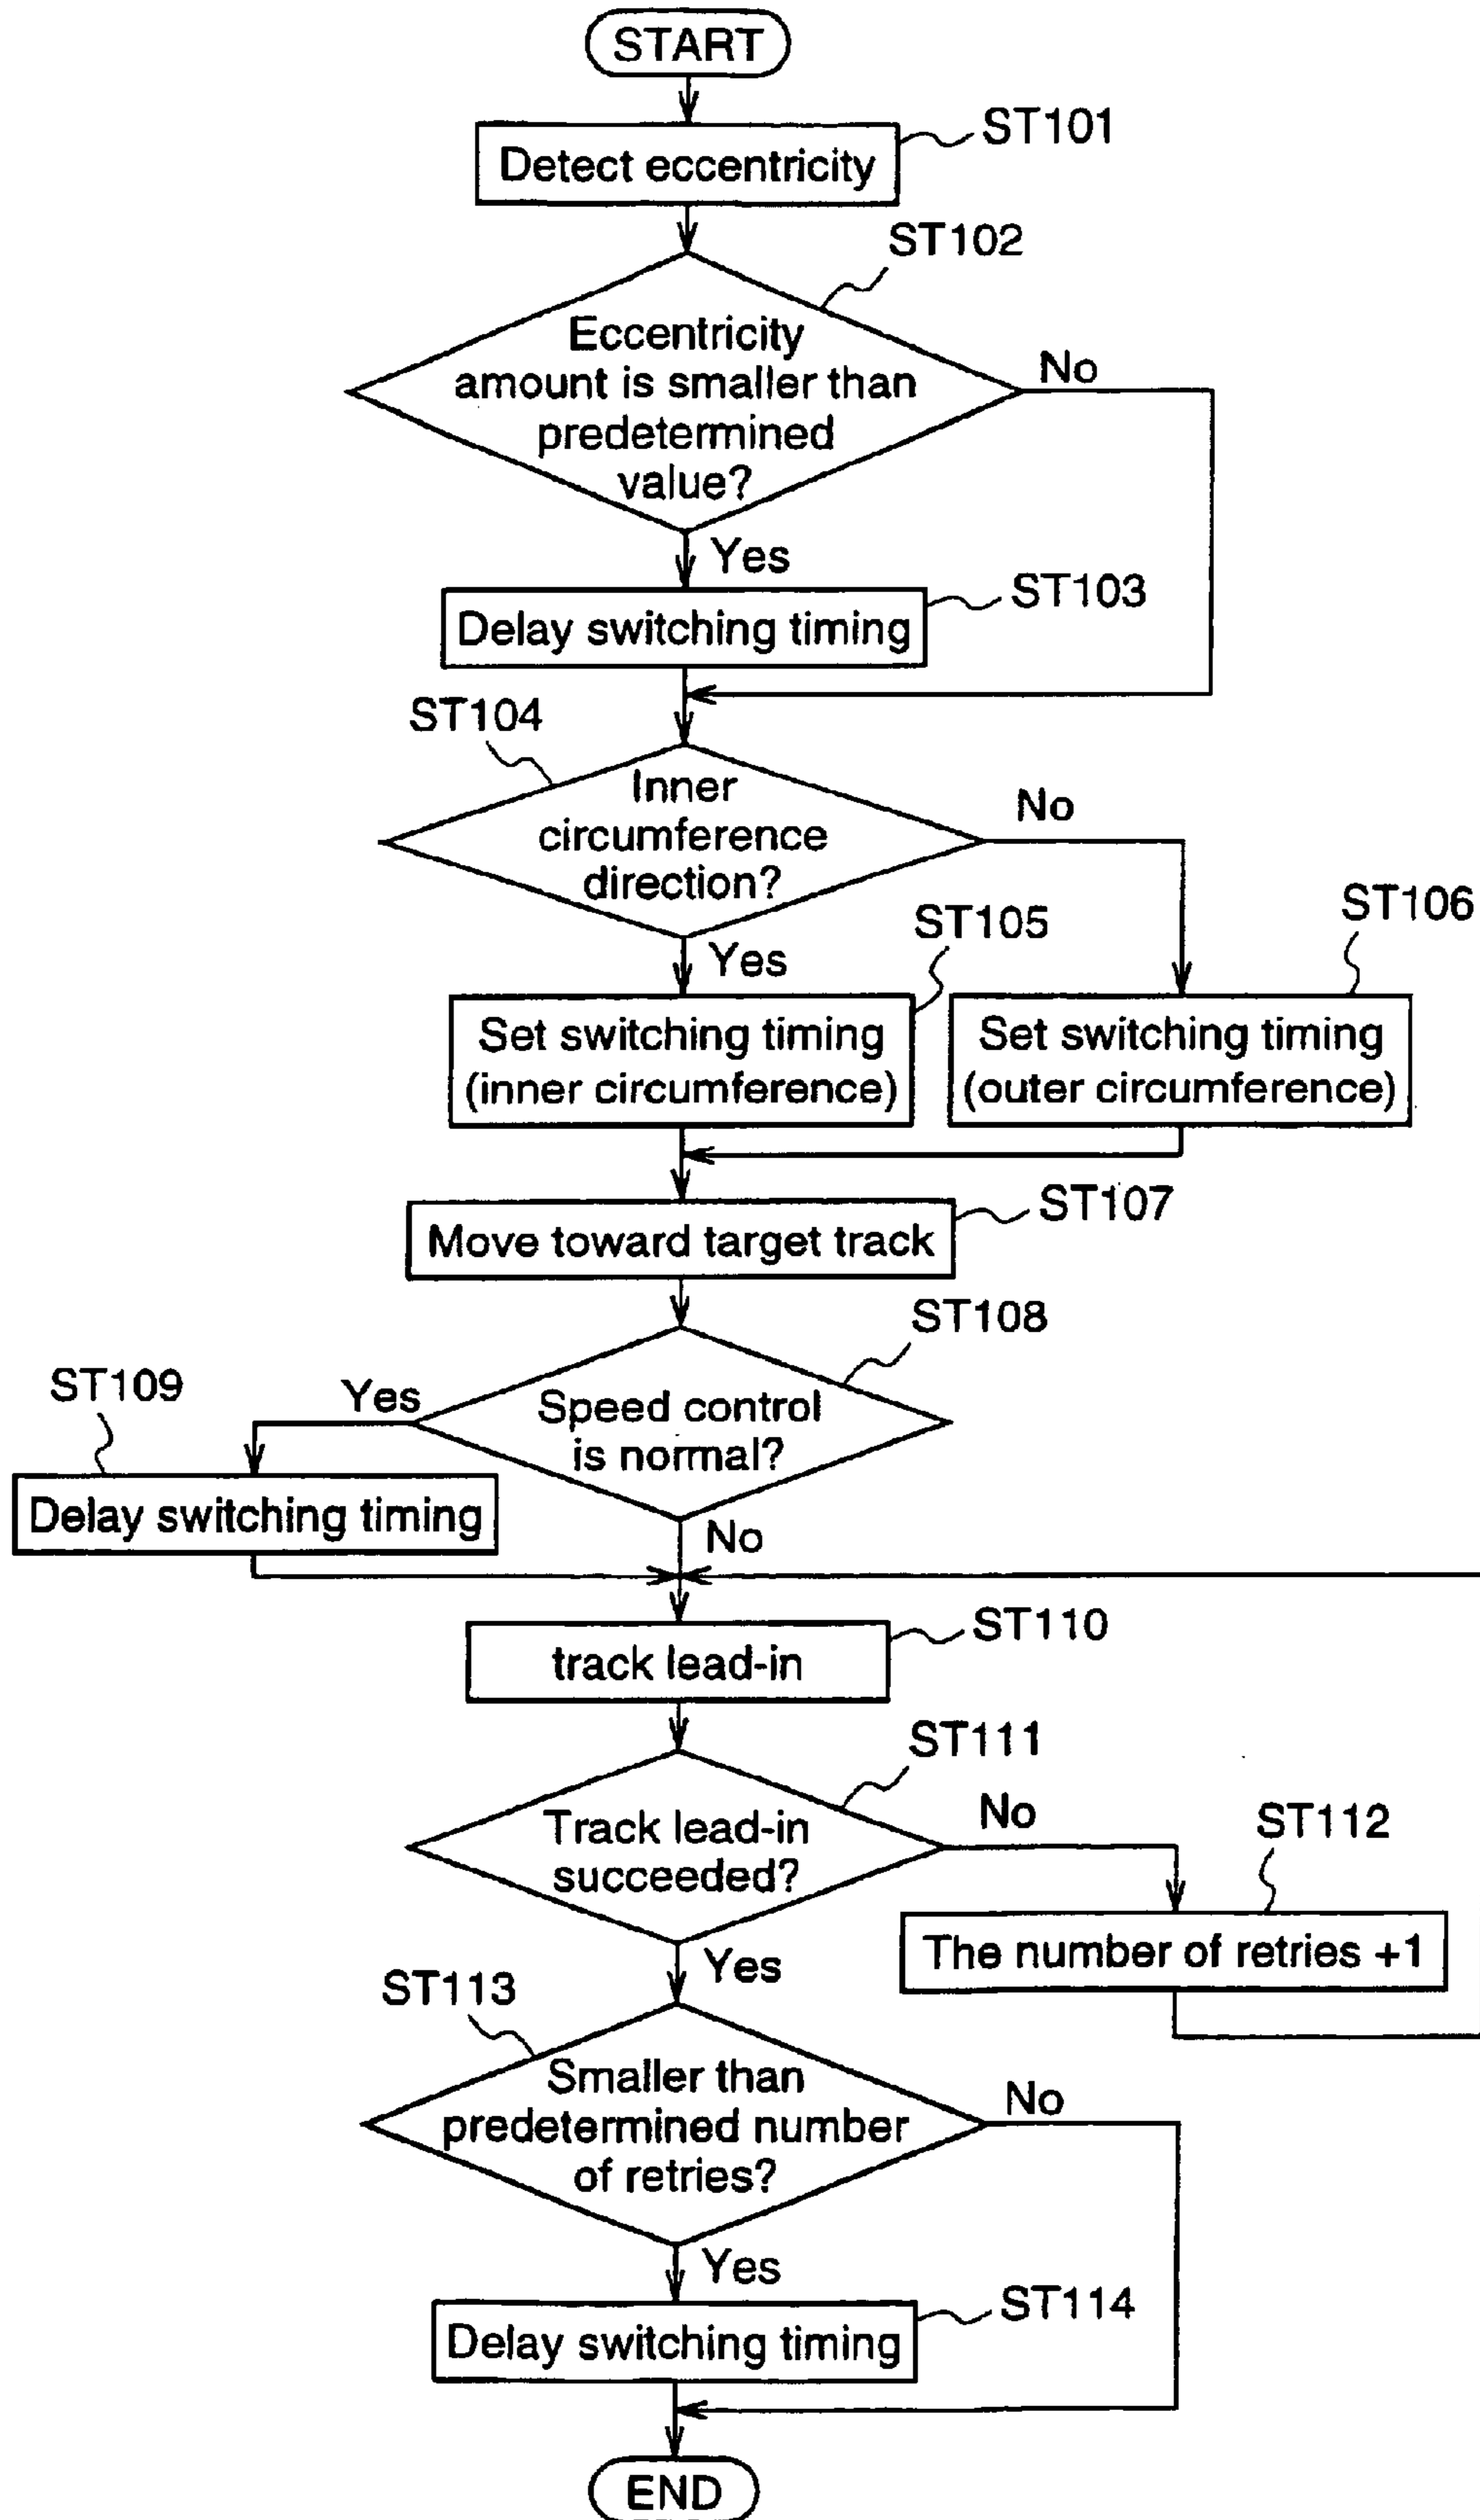 START
ST101
Detect eccentricity
ST102
Eccentricity
amount is smaller than
predetermined
value?
No
Yes
ST103
Delay switching timing
ST104
Inner
circumference
direction?
No
Yes
ST105
ST106
Set switching timing
(inner circumference)
Set switching timing
(outer circumference)
ST107
Move toward target track
ST108
Speed control
is normal?
ST109
Yes
Delay switching timing
No
ST110
track lead-in
ST111
Track lead-in
succeeded?
No
ST112
The number of retries +1
Yes
ST113
Smaller than
predetermined number
of retries?
No
Yes
ST114
Delay switching timing
END